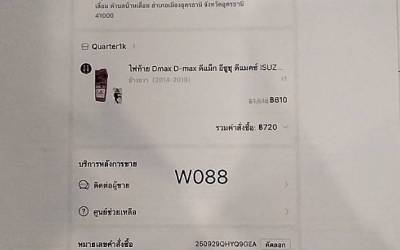 เลื่อม ตำบลบ้านเลื่อม อำเภอเมืองอุดรธานี จังหวัดอุดรธานี
41000
Quarter1k
ไฟท้าย Dmax D-max ดีแม็ก อีซูซุ ดีแมคซ์ ISUZ...
ข้างขวา (2014-2019)
x1
฿810
รวมคำสั่งซื้อ: ฿720
บริการหลังการขาย
W088
ติดต่อผู้ขาย
ศูนย์ช่วยเหลือ
หมายเลขคำสั่งซื้อ
250929QHYQ9GEA
คัดลอก